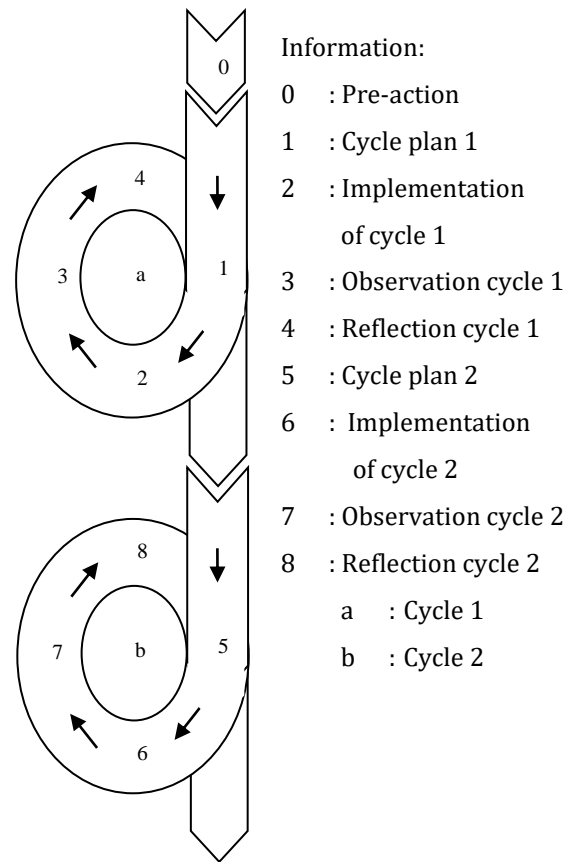 0
4
3
a
1
2
8
7
b
5
6
Information:
0 : Pre-action
1 : Cycle plan 1
2 : Implementation
of cycle 1
3 : Observation cycle 1
4 : Reflection cycle 1
5 : Cycle plan 2
6 : Implementation
of cycle 2
7 : Observation cycle 2
8 : Reflection cycle 2
a : Cycle 1
b : Cycle 2